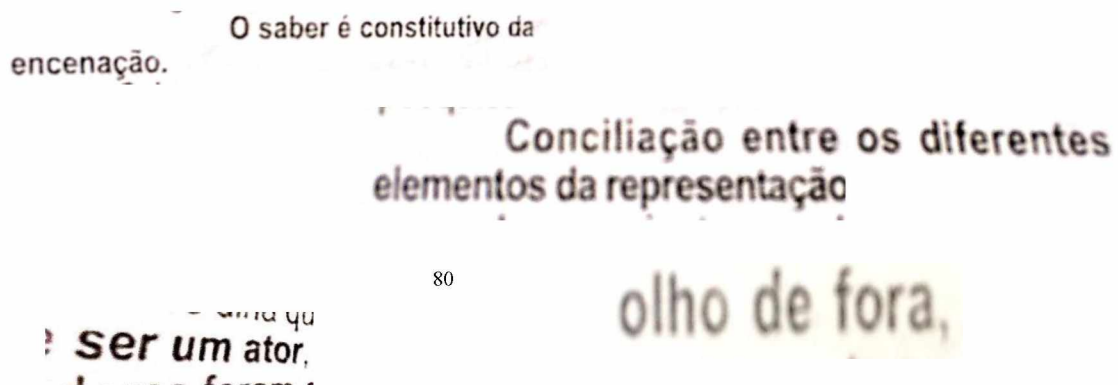 O saber é constitutivo da
encenação.
Conciliação entre os diferentes
elementos da representação
80
olho de fora,
ser um ator,